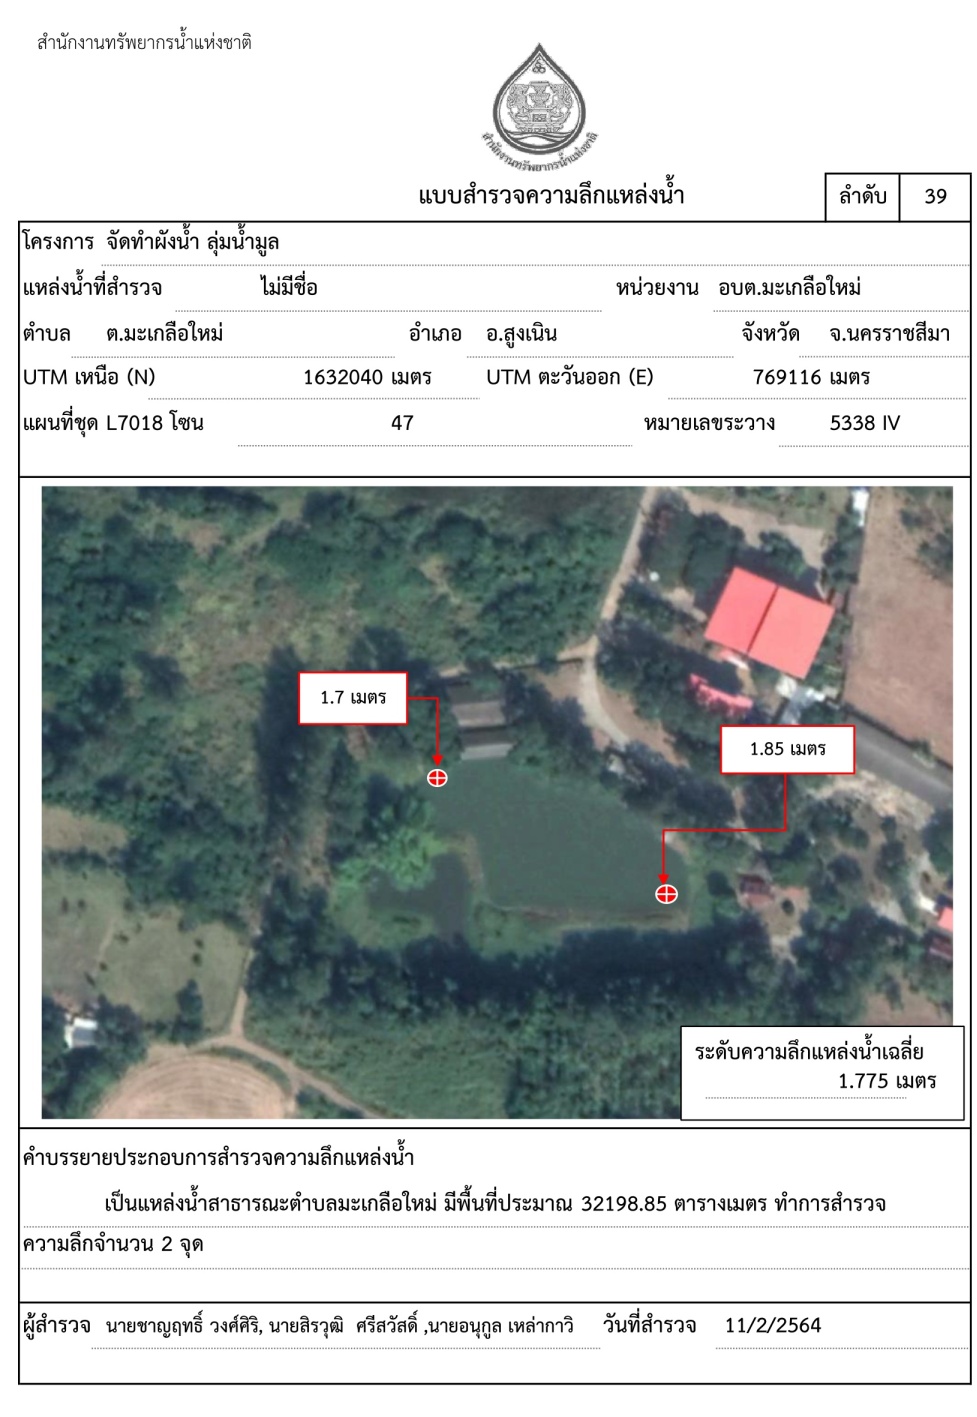 สำนักงานทรัพยากรน้ำแห่งชาติ
สำนักงานทรัพยากรน้ำแห่งชาติ
แบบสำรวจความลึกแหล่งน้ำ
ลำดับ 39
โครงการ จัดทำผังน้ำ ลุ่มน้ำมูล
แหล่งน้ำที่สำรวจ ไม่มีชื่อ หน่วยงาน อบต.มะเกลือใหม่
ตำบล ต.มะเกลือใหม่ อำเภอ อ.สูงเนิน จังหวัด จ.นครราชสีมา
UTM เหนือ (N) 1632040 เมตร UTM ตะวันออก (E) 769116 เมตร
แผนที่ชุด L7018 โซน 47 หมายเลขระวาง 5338 IV
1.7 เมตร
1.85 เมตร
ระดับความลึกแหล่งน้ำเฉลี่ย
1.775 เมตร
คำบรรยายประกอบการสำรวจความลึกแหล่งน้ำ
เป็นแหล่งน้ำสาธารณะตำบลมะเกลือใหม่ มีพื้นที่ประมาณ 32198.85 ตารางเมตร ทำการสำรวจ
ความลึกจำนวน 2 จุด
ผู้สำรวจ นายชาญฤทธิ์ วงศ์ศิริ, นายสิรวุฒิ ศรีสวัสดิ์ ,นายอนุกูล เหล่ากาวิ วันที่สำรวจ 11/2/2564